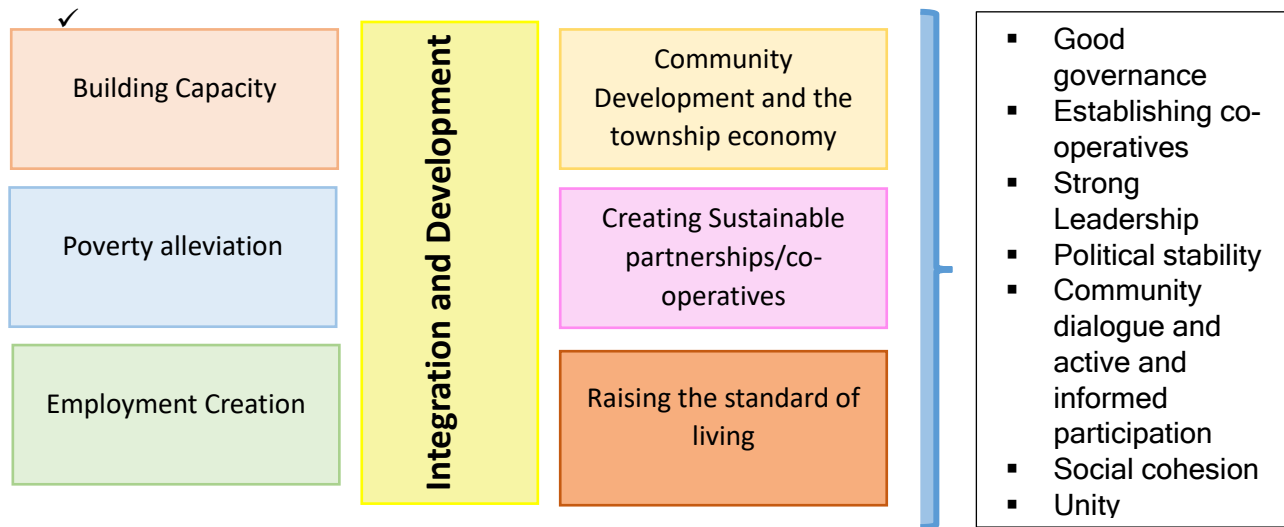 ✓
Building Capacity
Poverty alleviation
Employment Creation
Integration and Development
Community
Development and the
township economy
Creating Sustainable
partnerships/co-
operatives
Raising the standard of
living
▪ Good
governance
▪ Establishing co-
operatives
▪ Strong
Leadership
▪ Political stability
▪ Community
dialogue and
active and
informed
participation
▪ Social cohesion
▪ Unity